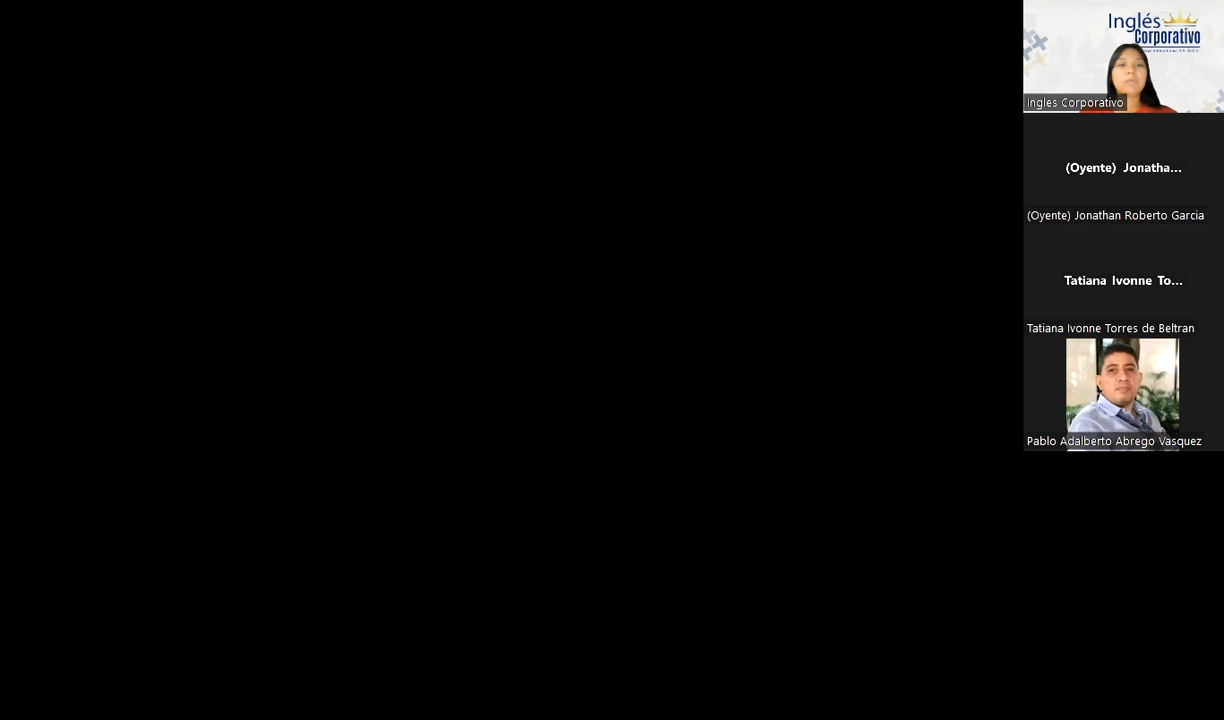 Inglés
Corporativo
Ingles Corporativo
(Oyente) Jonatha...
(Oyente) Jonathan Roberto Garcia
Tatiana Ivonne To...
Tatiana Ivonne Torres de Beltran
Pablo Adalberto Abrego Vasquez